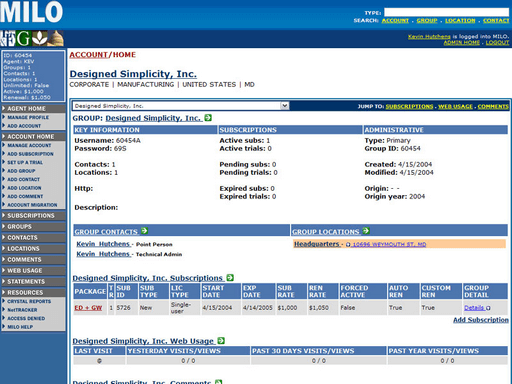 MILO
TYPE:
SEARCH: ACCOUNT . GROUP . LOCATION . CONTACT
Kevin Hutchens is logged into MILO.
ADMIN HOME . LOGOUT
ID: 60454
Agent: KEV
Groups: 1
Contacts: 1
Locations: 1
Unlimited: False
Active: $1,000
Renewal: $1,050
AGENT HOME
MANAGE PROFILE
ADD ACCOUNT
ACCOUNT HOME
MANAGE ACCOUNT
ADD SUBSCRIPTION
SET UP A TRIAL
ADD GROUP
ADD CONTACT
ADD LOCATION
ADD COMMENT
ACCOUNT MIGRATION
SUBSCRIPTIONS
GROUPS
CONTACTS
LOCATIONS
COMMENTS
WEB USAGE
STATEMENTS
RESOURCES
CRYSTAL REPORTS
NetTRACKER
ACCESS DENIED
MILO HELP
ACCOUNT/HOME
Designed Simplicity, Inc.
CORPORATE | MANUFACTURING | UNITED STATES | MD
Designed Simplicity, Inc.
JUMP TO: SUBSCRIPTIONS . WEB USAGE . COMMENTS
GROUP: Designed Simplicity, Inc.
KEY INFORMATION SUBSCRIPTIONS ADMINISTRATIVE
Username: 60454A Active subs: 1 Type: Primary
Password: 69S Active trials: 0 Group ID: 60454
Contacts: 1 Pending subs: 0 Created: 4/15/2004
Locations: 1 Pending trials: 0 Modified: 4/15/2004
Http: Expired subs: 0 Origin: - -
Expired trials: 0 Origin year: 2004
Description:
GROUP CONTACTS GROUP LOCATIONS
Kevin Hutchens - Point Person Headquarters - 10696 WEYMOUTH ST, MD
Kevin Hutchens - Technical Admin
Designed Simplicity, Inc. Subscriptions
PACKAGE TR SUB ID SUB TYPE LIC TYPE START DATE EXP DATE SUB RATE REN RATE FORCED ACTIVE AUTO REN CUSTOM REN GROUP DETAIL
ED + GW 1 5726 New Single-user 4/15/2004 4/14/2005 $1,000 $1,050 False True True Details
Add Subscription
Designed Simplicity, Inc. Web Usage
LAST VISIT YESTERDAY VISITS/VIEWS PAST 30 DAYS VISITS/VIEWS PAST YEAR VISITS/VIEWS
@ 0 / 0 0 / 0 0 / 0
Designed Simplicity, Inc. Comments